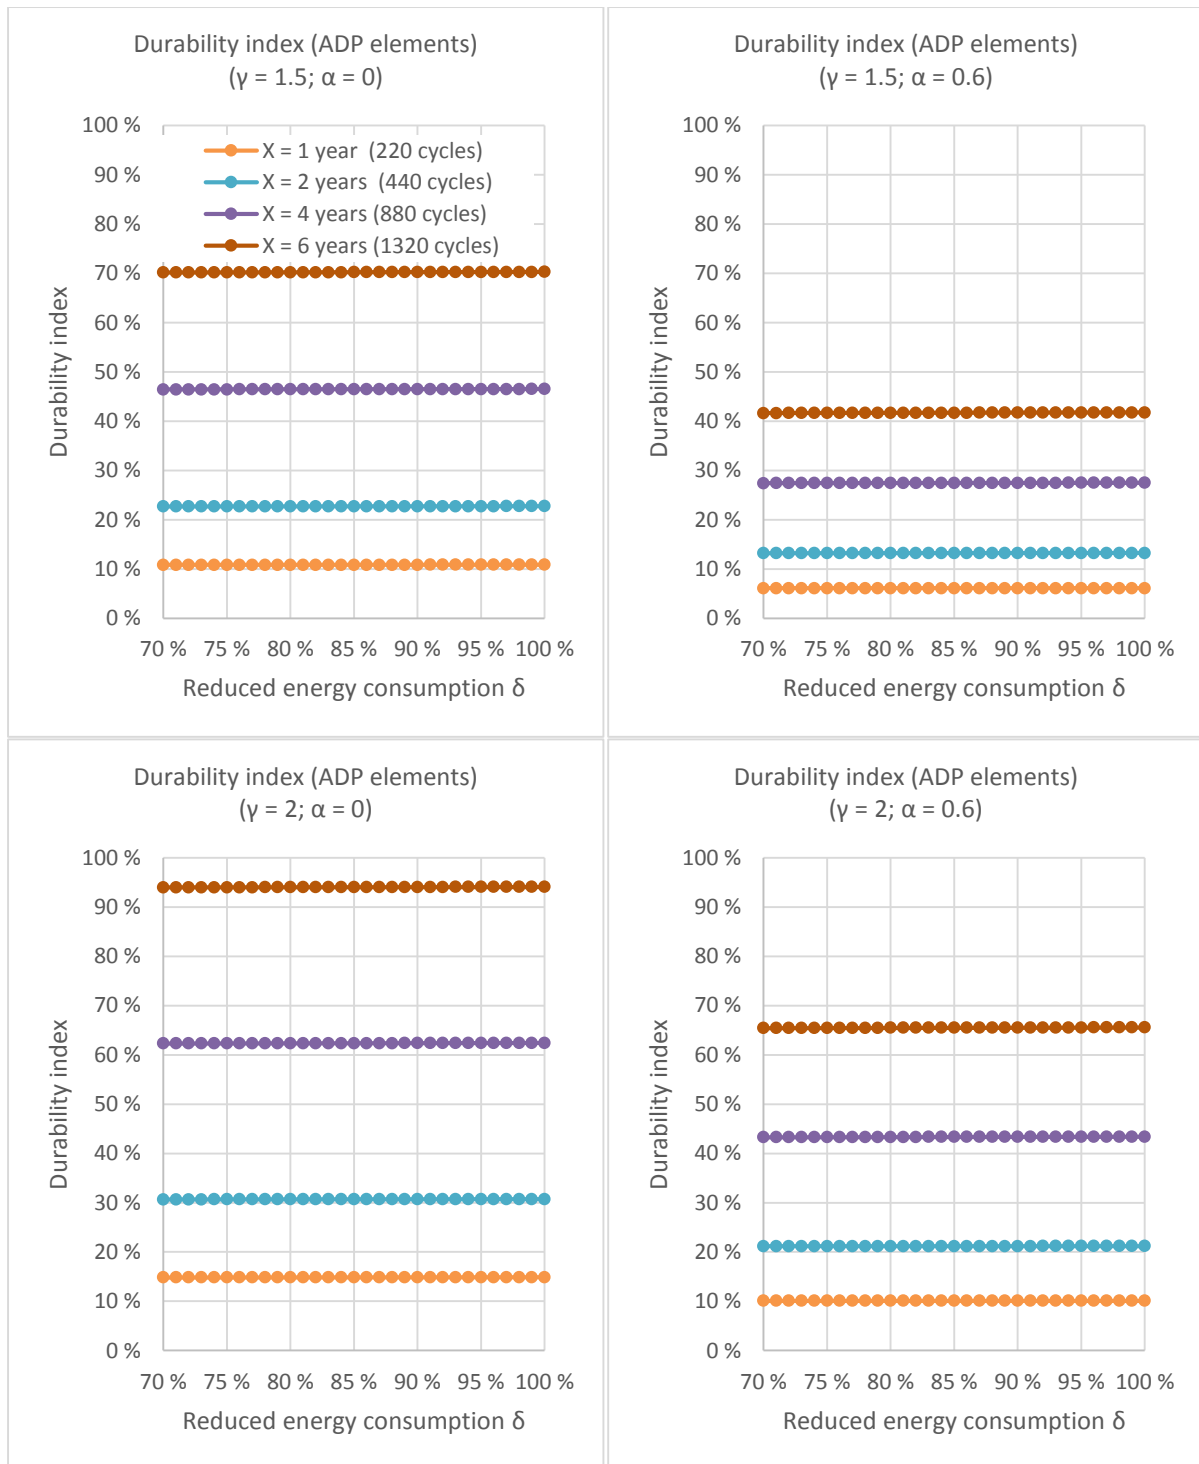 Durability index (ADP elements)
(γ = 1.5; α = 0)
100 %
90 %
80 %
70 %
60 %
50 %
40 %
30 %
20 %
10 %
0 %
Durability index
X = 1 year  (220 cycles)
X = 2 years  (440 cycles)
X = 4 years (880 cycles)
X = 6 years (1320 cycles)
70 % 75 % 80 % 85 % 90 % 95 % 100 %
Reduced energy consumption δ
Durability index (ADP elements)
(γ = 1.5; α = 0.6)
100 %
90 %
80 %
70 %
60 %
50 %
40 %
30 %
20 %
10 %
0 %
Durability index
70 % 75 % 80 % 85 % 90 % 95 % 100 %
Reduced energy consumption δ
Durability index (ADP elements)
(γ = 2; α = 0)
100 %
90 %
80 %
70 %
60 %
50 %
40 %
30 %
20 %
10 %
0 %
Durability index
70 % 75 % 80 % 85 % 90 % 95 % 100 %
Reduced energy consumption δ
Durability index (ADP elements)
(γ = 2; α = 0.6)
100 %
90 %
80 %
70 %
60 %
50 %
40 %
30 %
20 %
10 %
0 %
Durability index
70 % 75 % 80 % 85 % 90 % 95 % 100 %
Reduced energy consumption δ